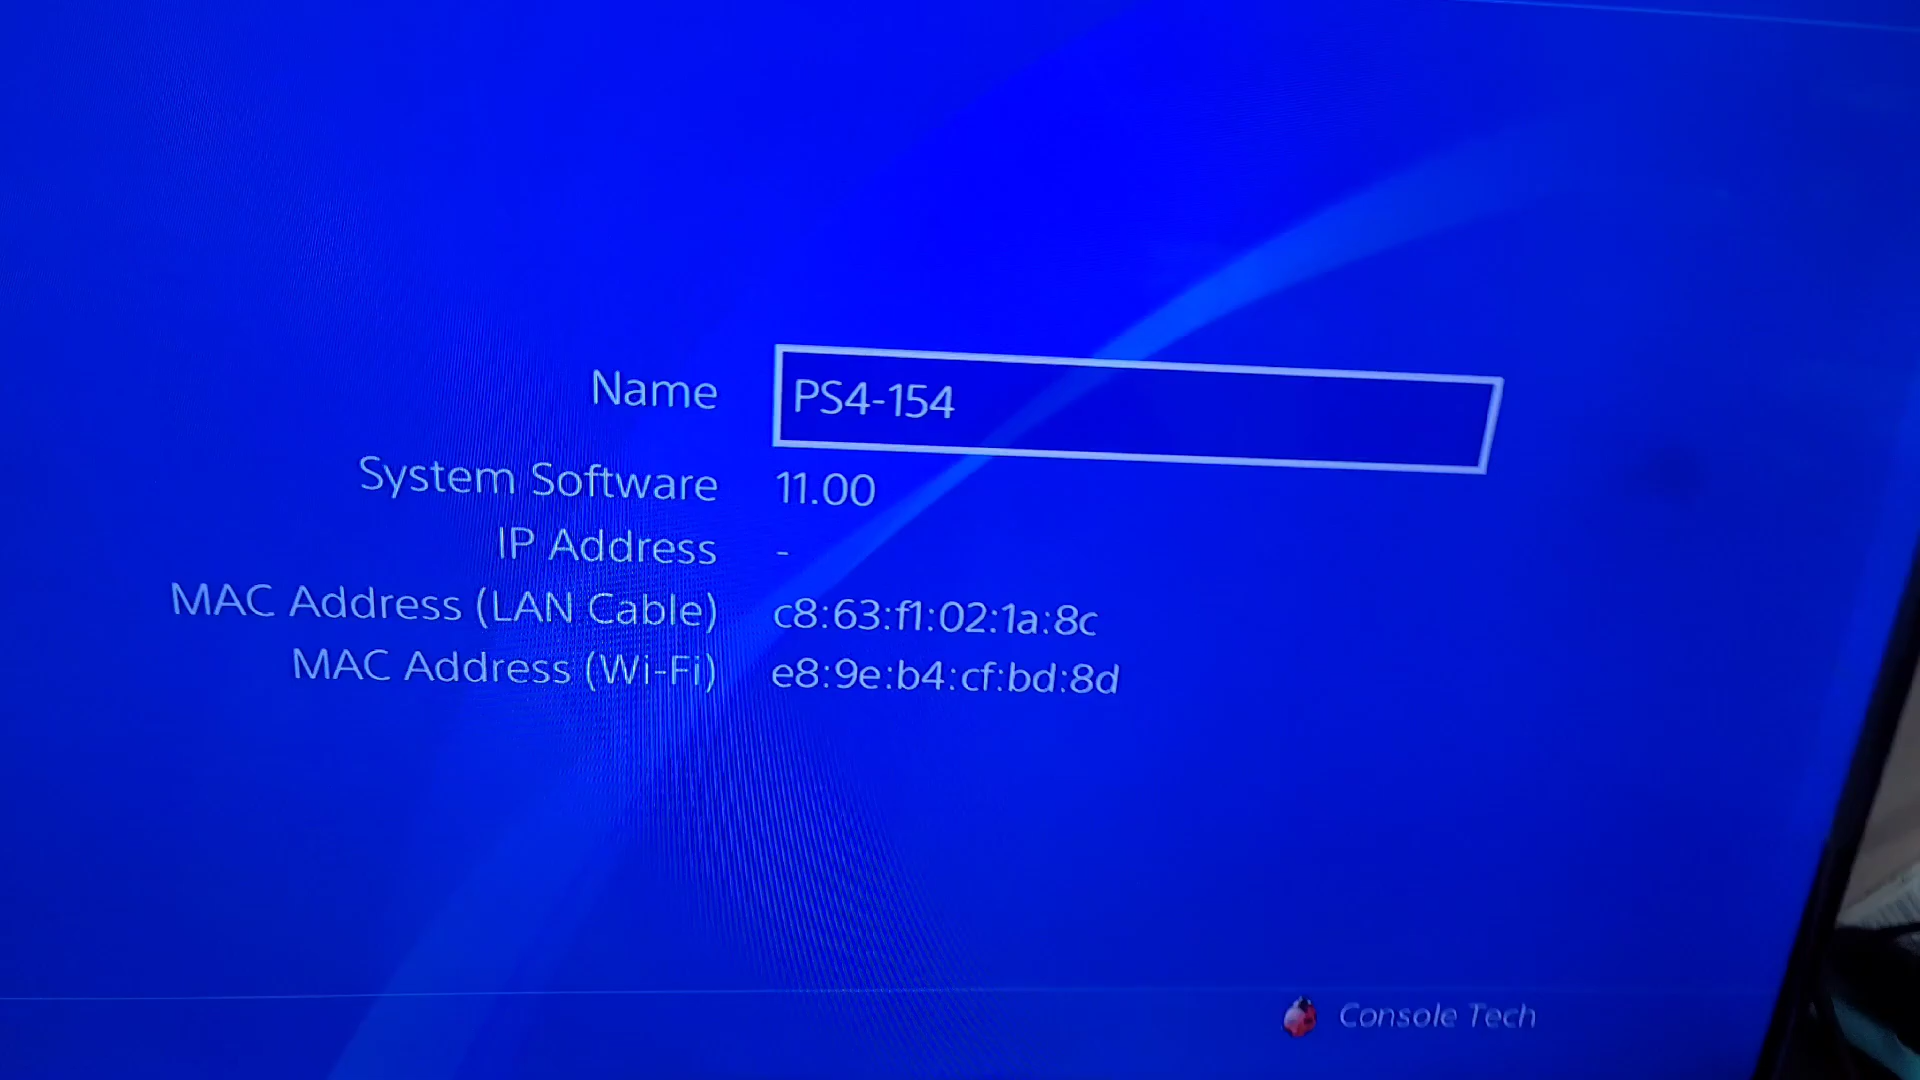 Name PS4-154
System Software 11.00
IP Address -
MAC Address (LAN Cable) c8:63:f1:02:1a:8c
MAC Address (Wi-Fi) e8:9e:b4:cf:bd:8d
Console Tech